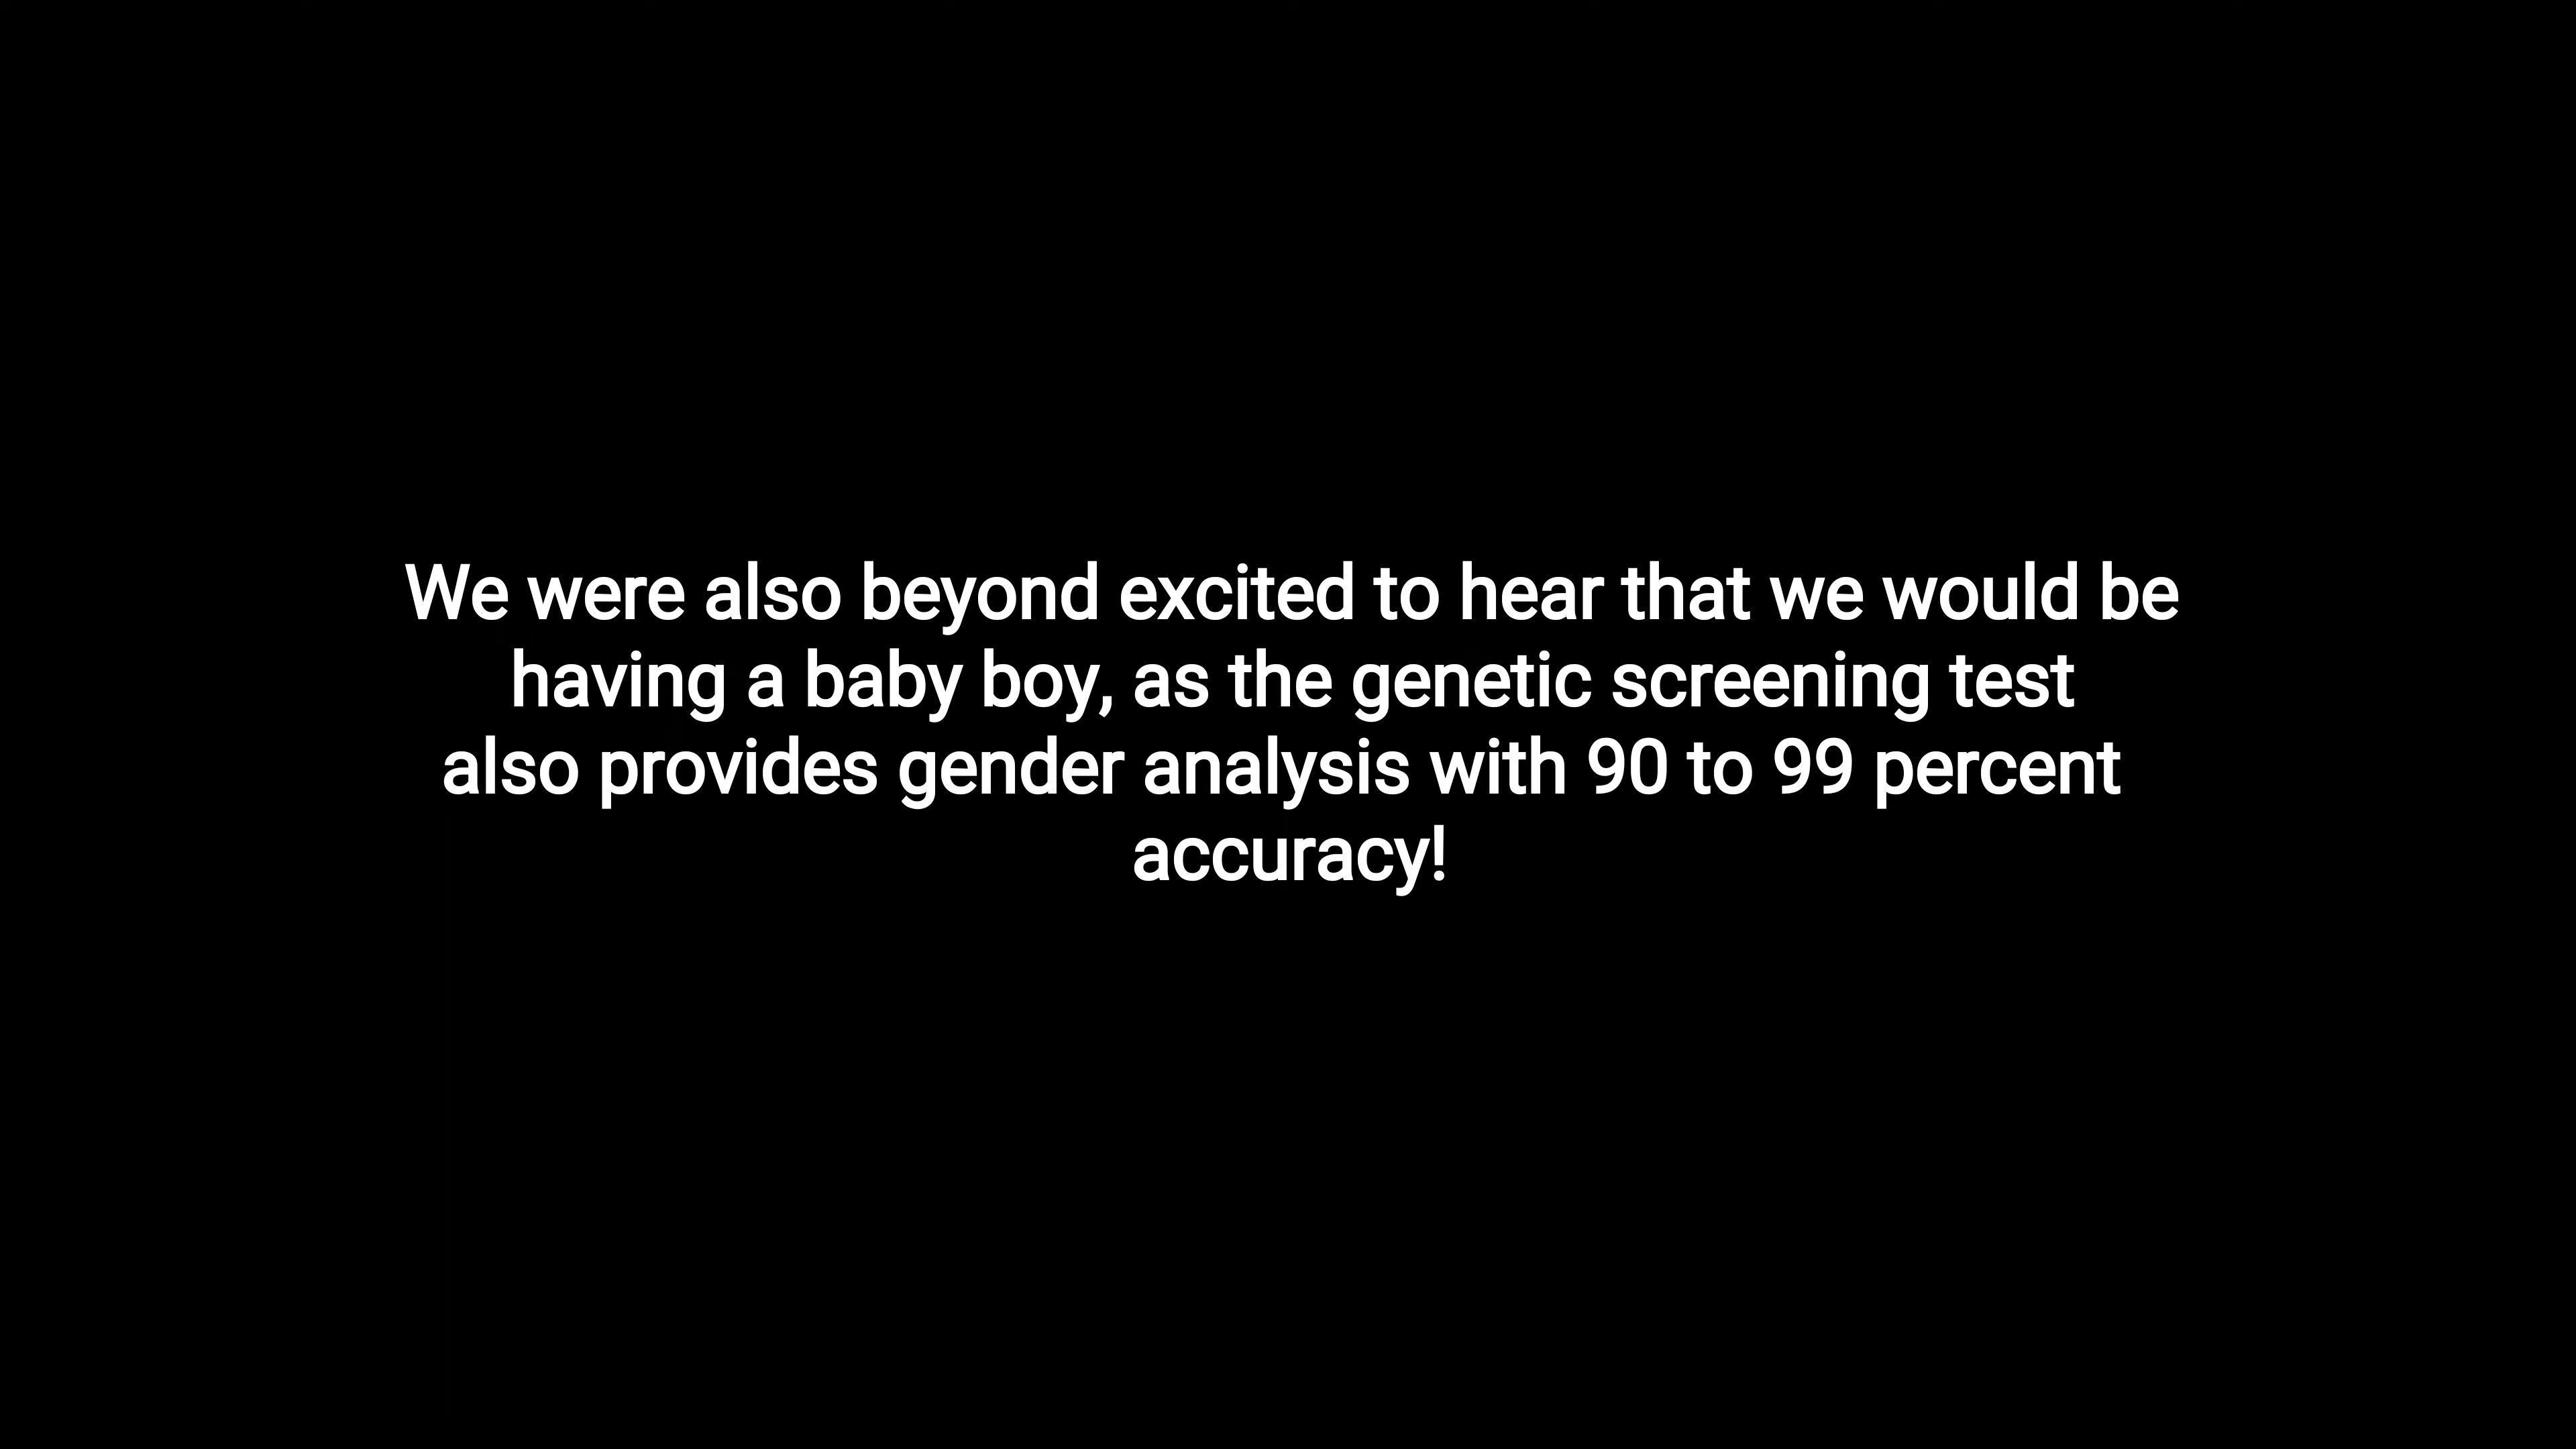 We were also beyond excited to hear that we would be
having a baby boy, as the genetic screening test
also provides gender analysis with 90 to 99 percent
accuracy!